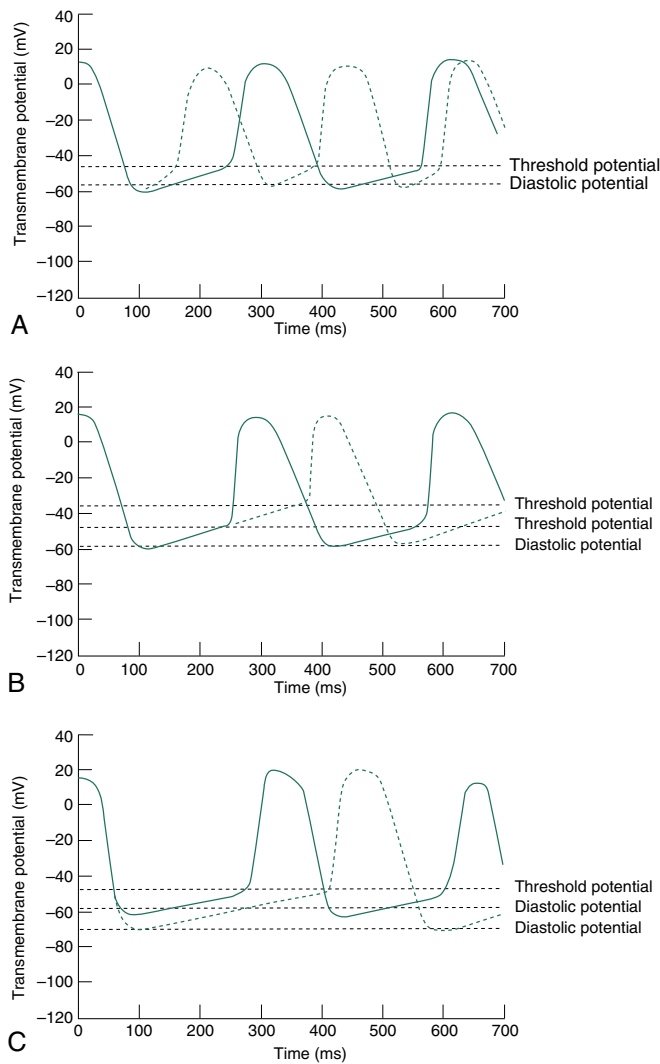 Transmembrane potential (mV)
40
20
0
–20
–40
–60
–80
–100
–120
Threshold potential
Diastolic potential
0 100 200 300 400 500 600 700
Time (ms)
A
Transmembrane potential (mV)
40
20
0
–20
–40
–60
–80
–100
–120
Threshold potential
Threshold potential
Diastolic potential
0 100 200 300 400 500 600 700
Time (ms)
B
Transmembrane potential (mV)
40
20
0
–20
–40
–60
–80
–100
–120
Threshold potential
Diastolic potential
Diastolic potential
0 100 200 300 400 500 600 700
Time (ms)
C